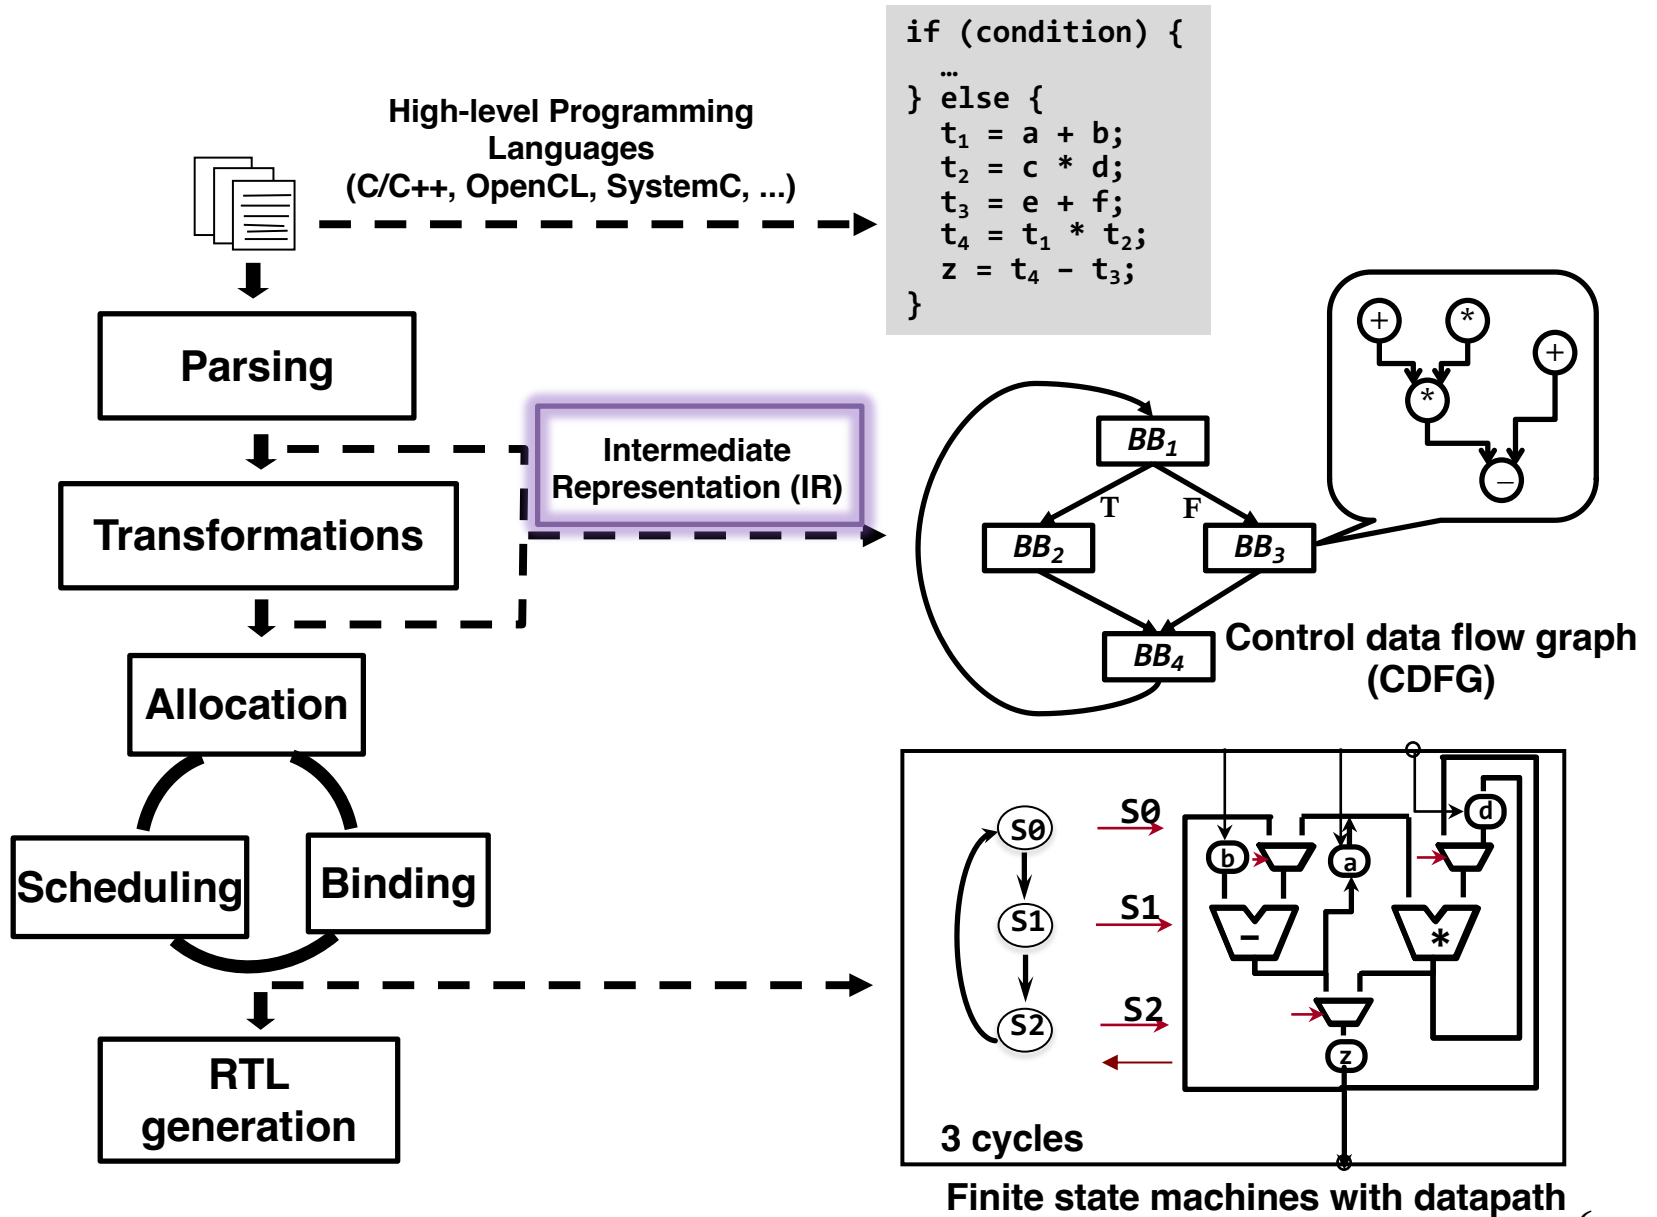 High-level Programming
Languages
(C/C++, OpenCL, SystemC, ...)
if (condition) {
…
} else {
t₁ = a + b;
t₂ = c * d;
t₃ = e + f;
t₄ = t₁ * t₂;
z = t₄ – t₃;
}
Parsing
Transformations
Allocation
Scheduling
Binding
RTL
generation
Intermediate
Representation (IR)
BB₁
T
F
BB₂
BB₃
BB₄
+
*
+
*
–
Control data flow graph
(CDFG)
S0
S1
S2
S0
S1
S2
b
a
d
–
*
z
3 cycles
Finite state machines with datapath